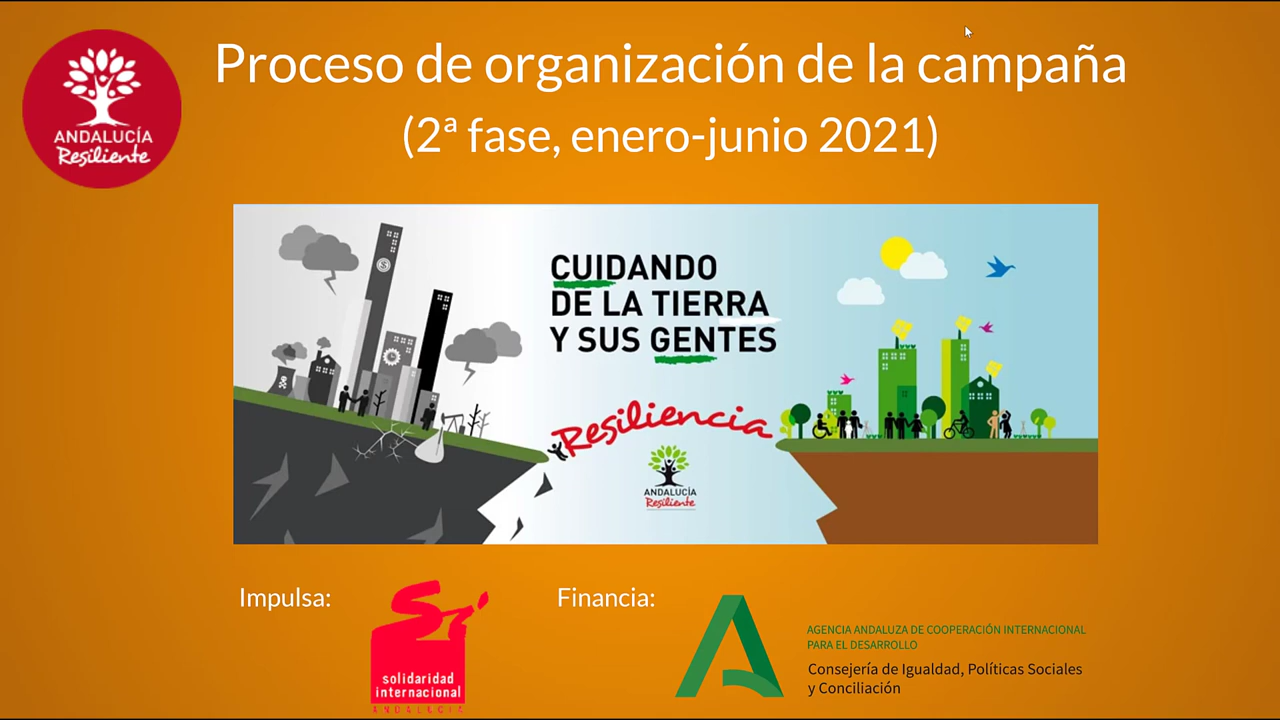 Proceso de organización de la campaña
(2ª fase, enero-junio 2021)
ANDALUCÍA
Resiliente
CUIDANDO
DE LA TIERRA
Y SUS GENTES
Resiliencia
ANDALUCÍA
Resiliente
Impulsa:
solidaridad
internacional
ANDALUCÍA
Financia:
AGENCIA ANDALUZA DE COOPERACIÓN INTERNACIONAL
PARA EL DESARROLLO
Consejería de Igualdad, Políticas Sociales
y Conciliación